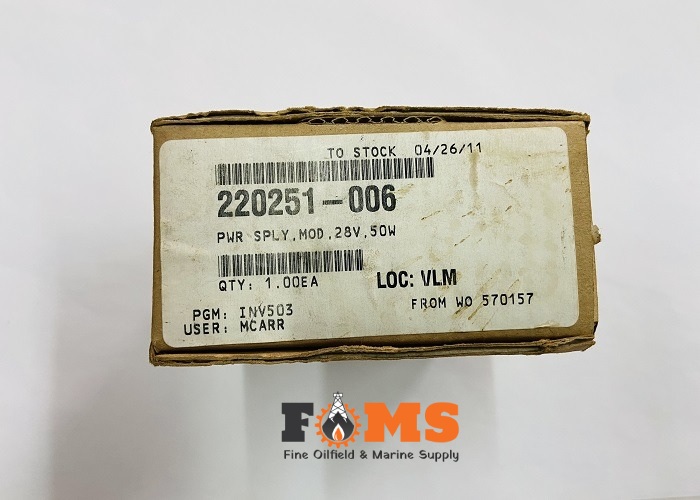 TO STOCK 04/26/11
220251-006
PWR SPLY,MOD,28V,50W
QTY: 1.00EA LOC: VLM
PGM: INV503 FROM WO 570157
USER: MCARR
FOMS
Fine Oilfield & Marine Supply